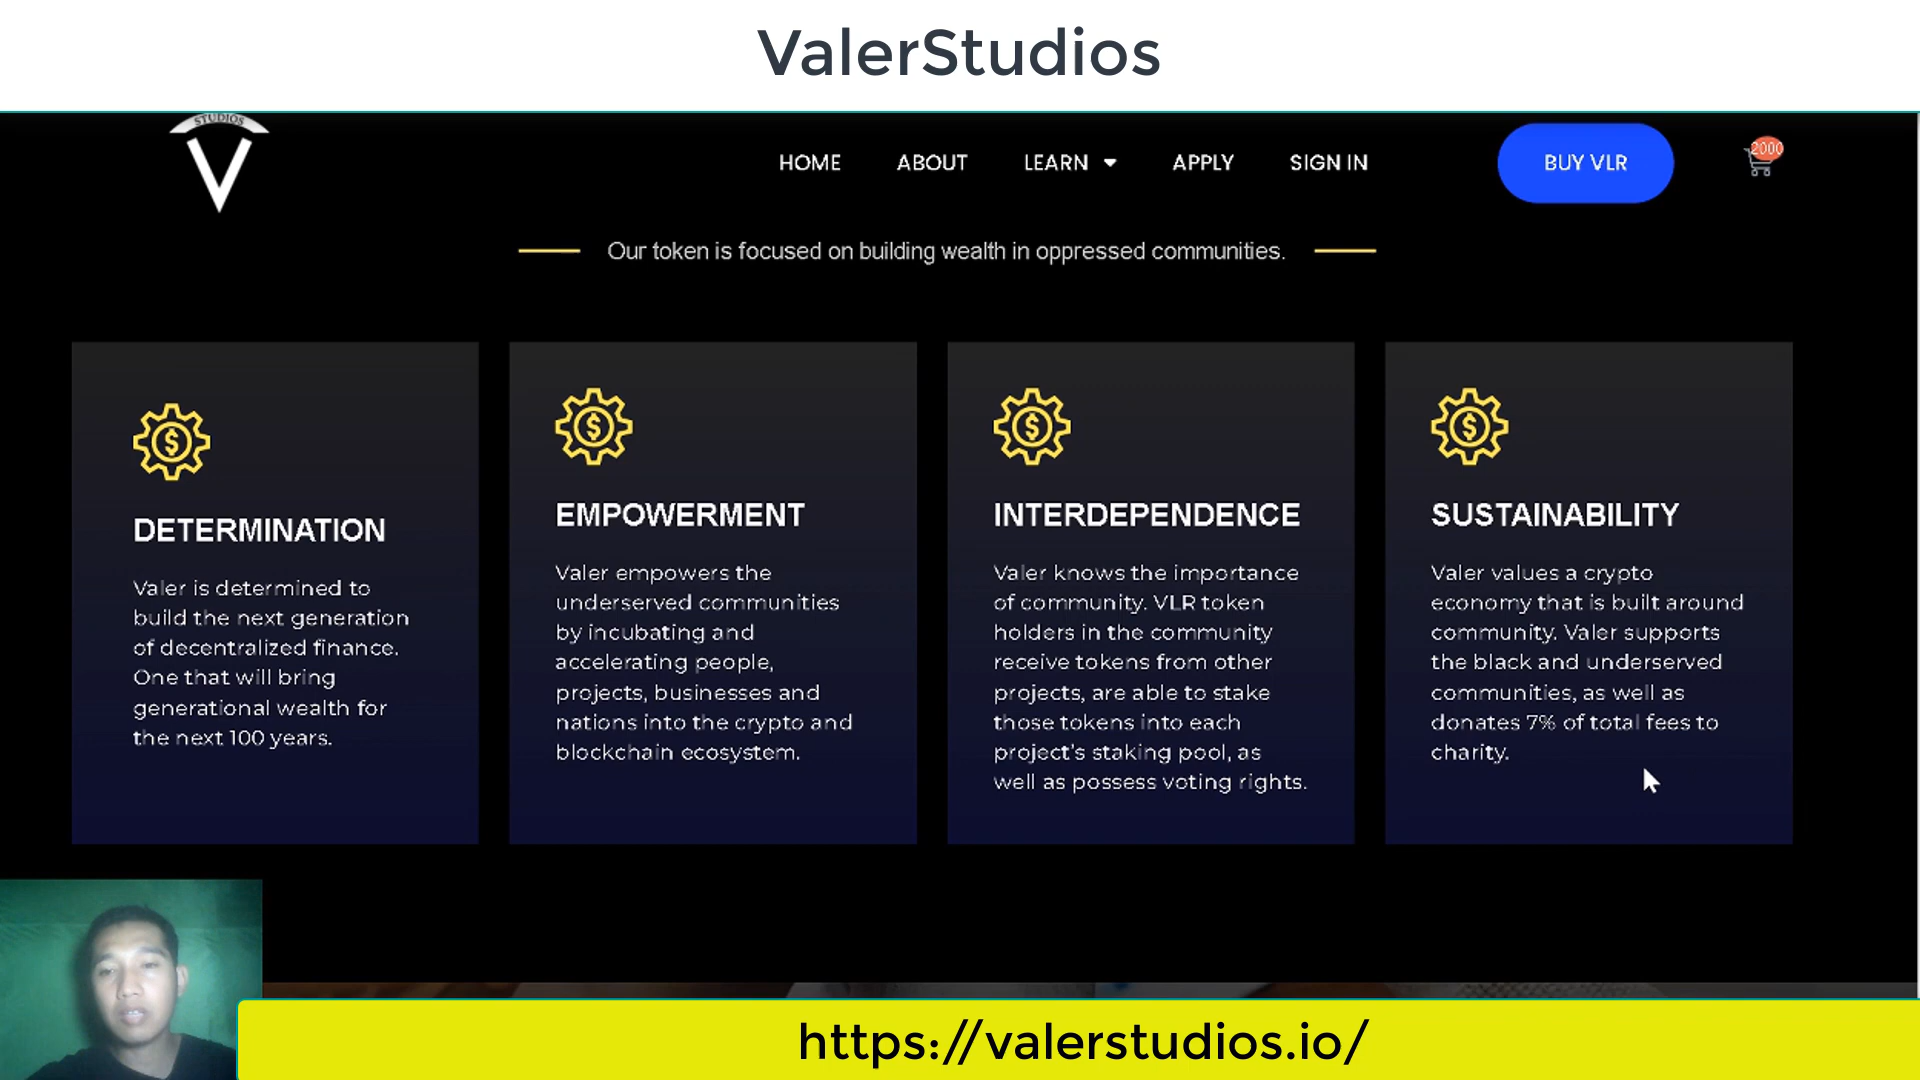 ValerStudios
STUDIOS
V
HOME
ABOUT
LEARN
APPLY
SIGN IN
BUY VLR
2000
Our token is focused on building wealth in oppressed communities.
$
DETERMINATION
Valer is determined to
build the next generation
of decentralized finance.
One that will bring
generational wealth for
the next 100 years.
$
EMPOWERMENT
Valer empowers the
underserved communities
by incubating and
accelerating people,
projects, businesses and
nations into the crypto and
blockchain ecosystem.
$
INTERDEPENDENCE
Valer knows the importance
of community. VLR token
holders in the community
receive tokens from other
projects, are able to stake
those tokens into each
project's staking pool, as
well as possess voting rights.
$
SUSTAINABILITY
Valer values a crypto
economy that is built around
community. Valer supports
the black and underserved
communities, as well as
donates 7% of total fees to
charity.
https://valerstudios.io/